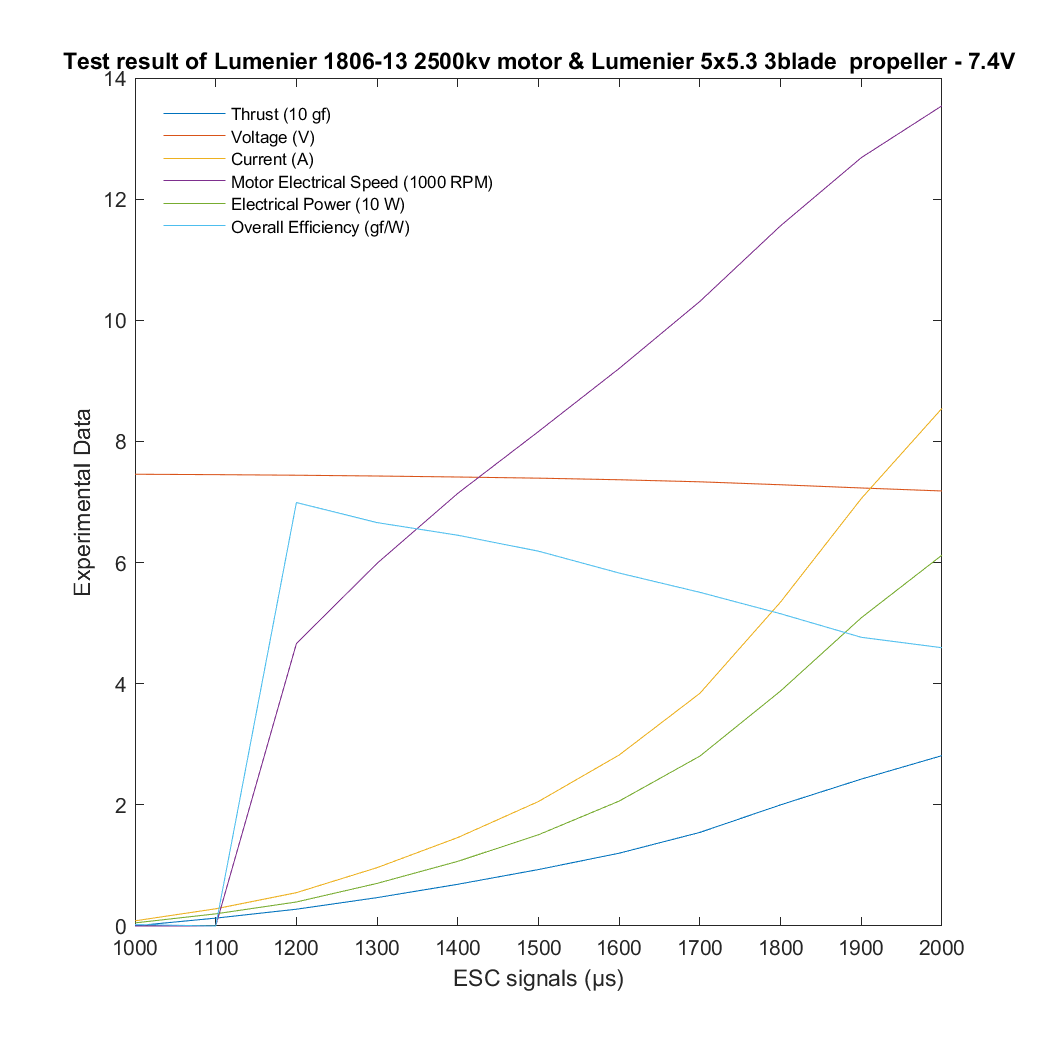 Test result of Lumenier 1806-13 2500kv motor & Lumenier 5x5.3 3blade  propeller - 7.4V
14
Thrust (10 gf)
Voltage (V)
Current (A)
Motor Electrical Speed (1000 RPM)
Electrical Power (10 W)
Overall Efficiency (gf/W)
12
10
8
6
4
2
0
Experimental Data
1000 1100 1200 1300 1400 1500 1600 1700 1800 1900 2000
ESC signals (µs)